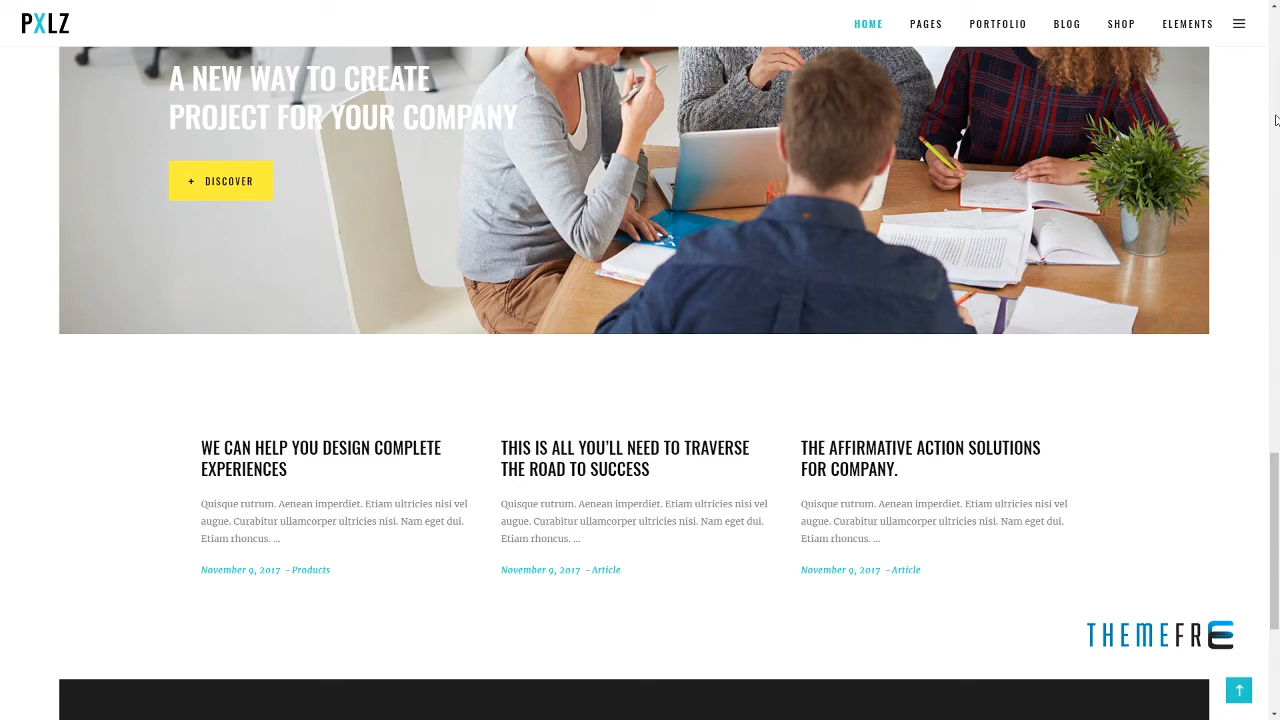 PXLZ
HOME PAGES PORTFOLIO BLOG SHOP ELEMENTS
A NEW WAY TO CREATE
PROJECT FOR YOUR COMPANY
+ DISCOVER
WE CAN HELP YOU DESIGN COMPLETE
EXPERIENCES
Quisque rutrum. Aenean imperdiet. Etiam ultricies nisi vel
augue. Curabitur ullamcorper ultricies nisi. Nam eget dui.
Etiam rhoncus. ...
November 9, 2017 - Products
THIS IS ALL YOU’LL NEED TO TRAVERSE
THE ROAD TO SUCCESS
Quisque rutrum. Aenean imperdiet. Etiam ultricies nisi vel
augue. Curabitur ullamcorper ultricies nisi. Nam eget dui.
Etiam rhoncus. ...
November 9, 2017 - Article
THE AFFIRMATIVE ACTION SOLUTIONS
FOR COMPANY.
Quisque rutrum. Aenean imperdiet. Etiam ultricies nisi vel
augue. Curabitur ullamcorper ultricies nisi. Nam eget dui.
Etiam rhoncus. ...
November 9, 2017 - Article
THEMEFRE